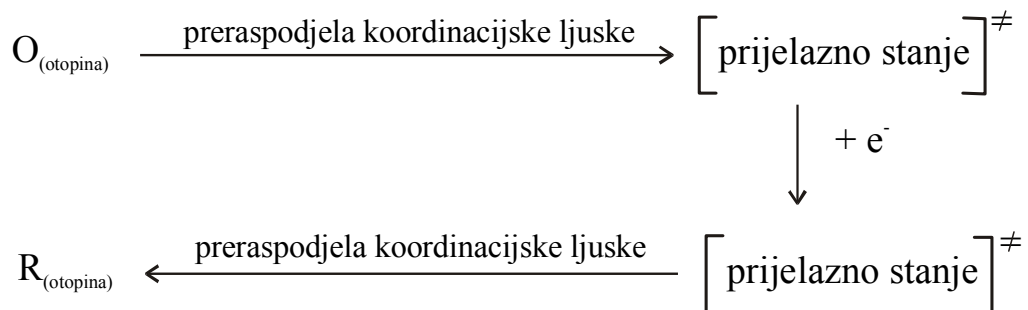 preraspodjela koordinacijske ljuske
O(otopina) [prijelazno stanje]≠
+ e-
preraspodjela koordinacijske ljuske
R(otopina) [prijelazno stanje]≠